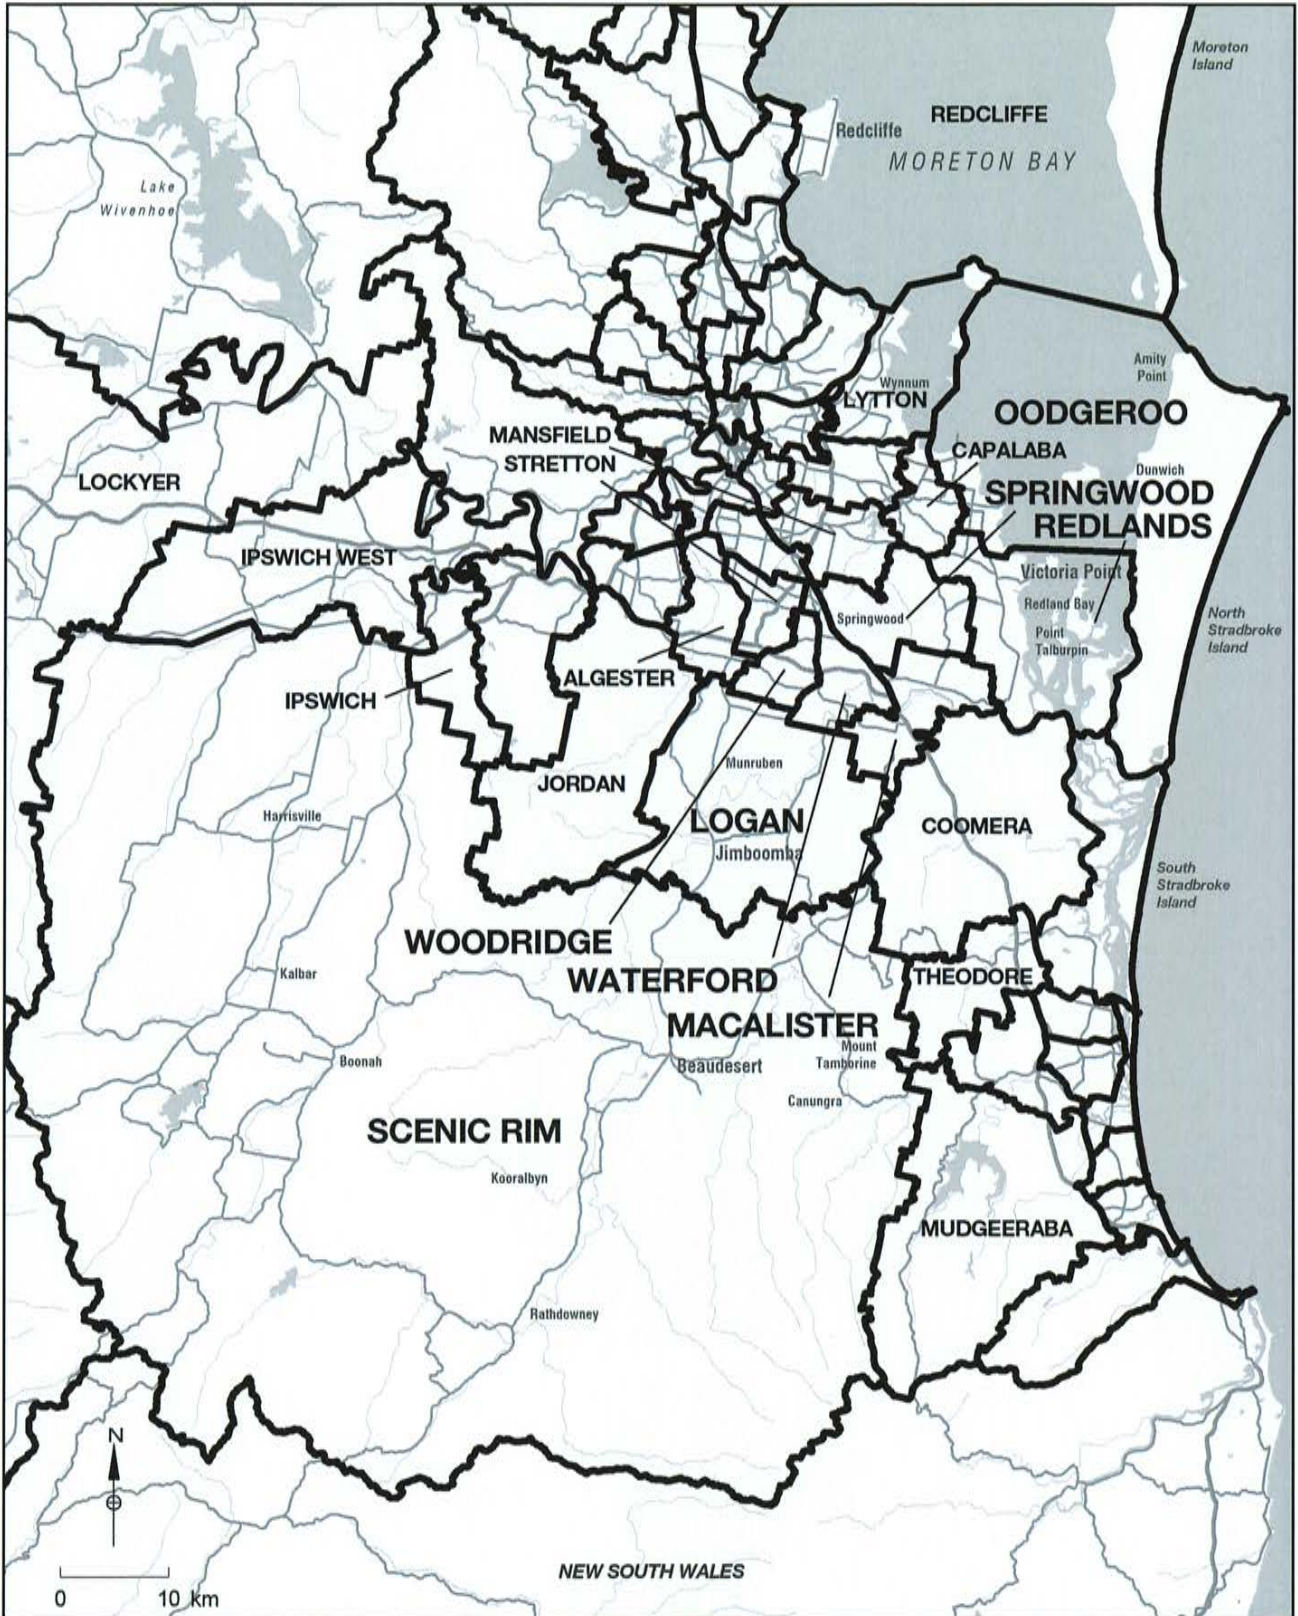 Moreton
Island
REDCLIFFE
Redcliffe
MORETON BAY
Lake
Wivenhoe
Amity
Point
Wynnum
LYTTON
OODGEROO
MANSFIELD
STRETTON
CAPALABA
Dunwich
LOCKYER
SPRINGWOOD
REDLANDS
IPSWICH WEST
Victoria Point
Redland Bay
Springwood
Point
Talburpin
North
Stradbroke
Island
ALGESTER
IPSWICH
Munruben
JORDAN
Harrisville
LOGAN
COOMERA
Jimboomba
South
Stradbroke
Island
WOODRIDGE
Kalbar
WATERFORD
THEODORE
MACALISTER
Mount
Tamborine
Boonah
Beaudesert
Canungra
SCENIC RIM
Kooralbyn
MUDGEERABA
Rathdowney
N
NEW SOUTH WALES
0 10 km